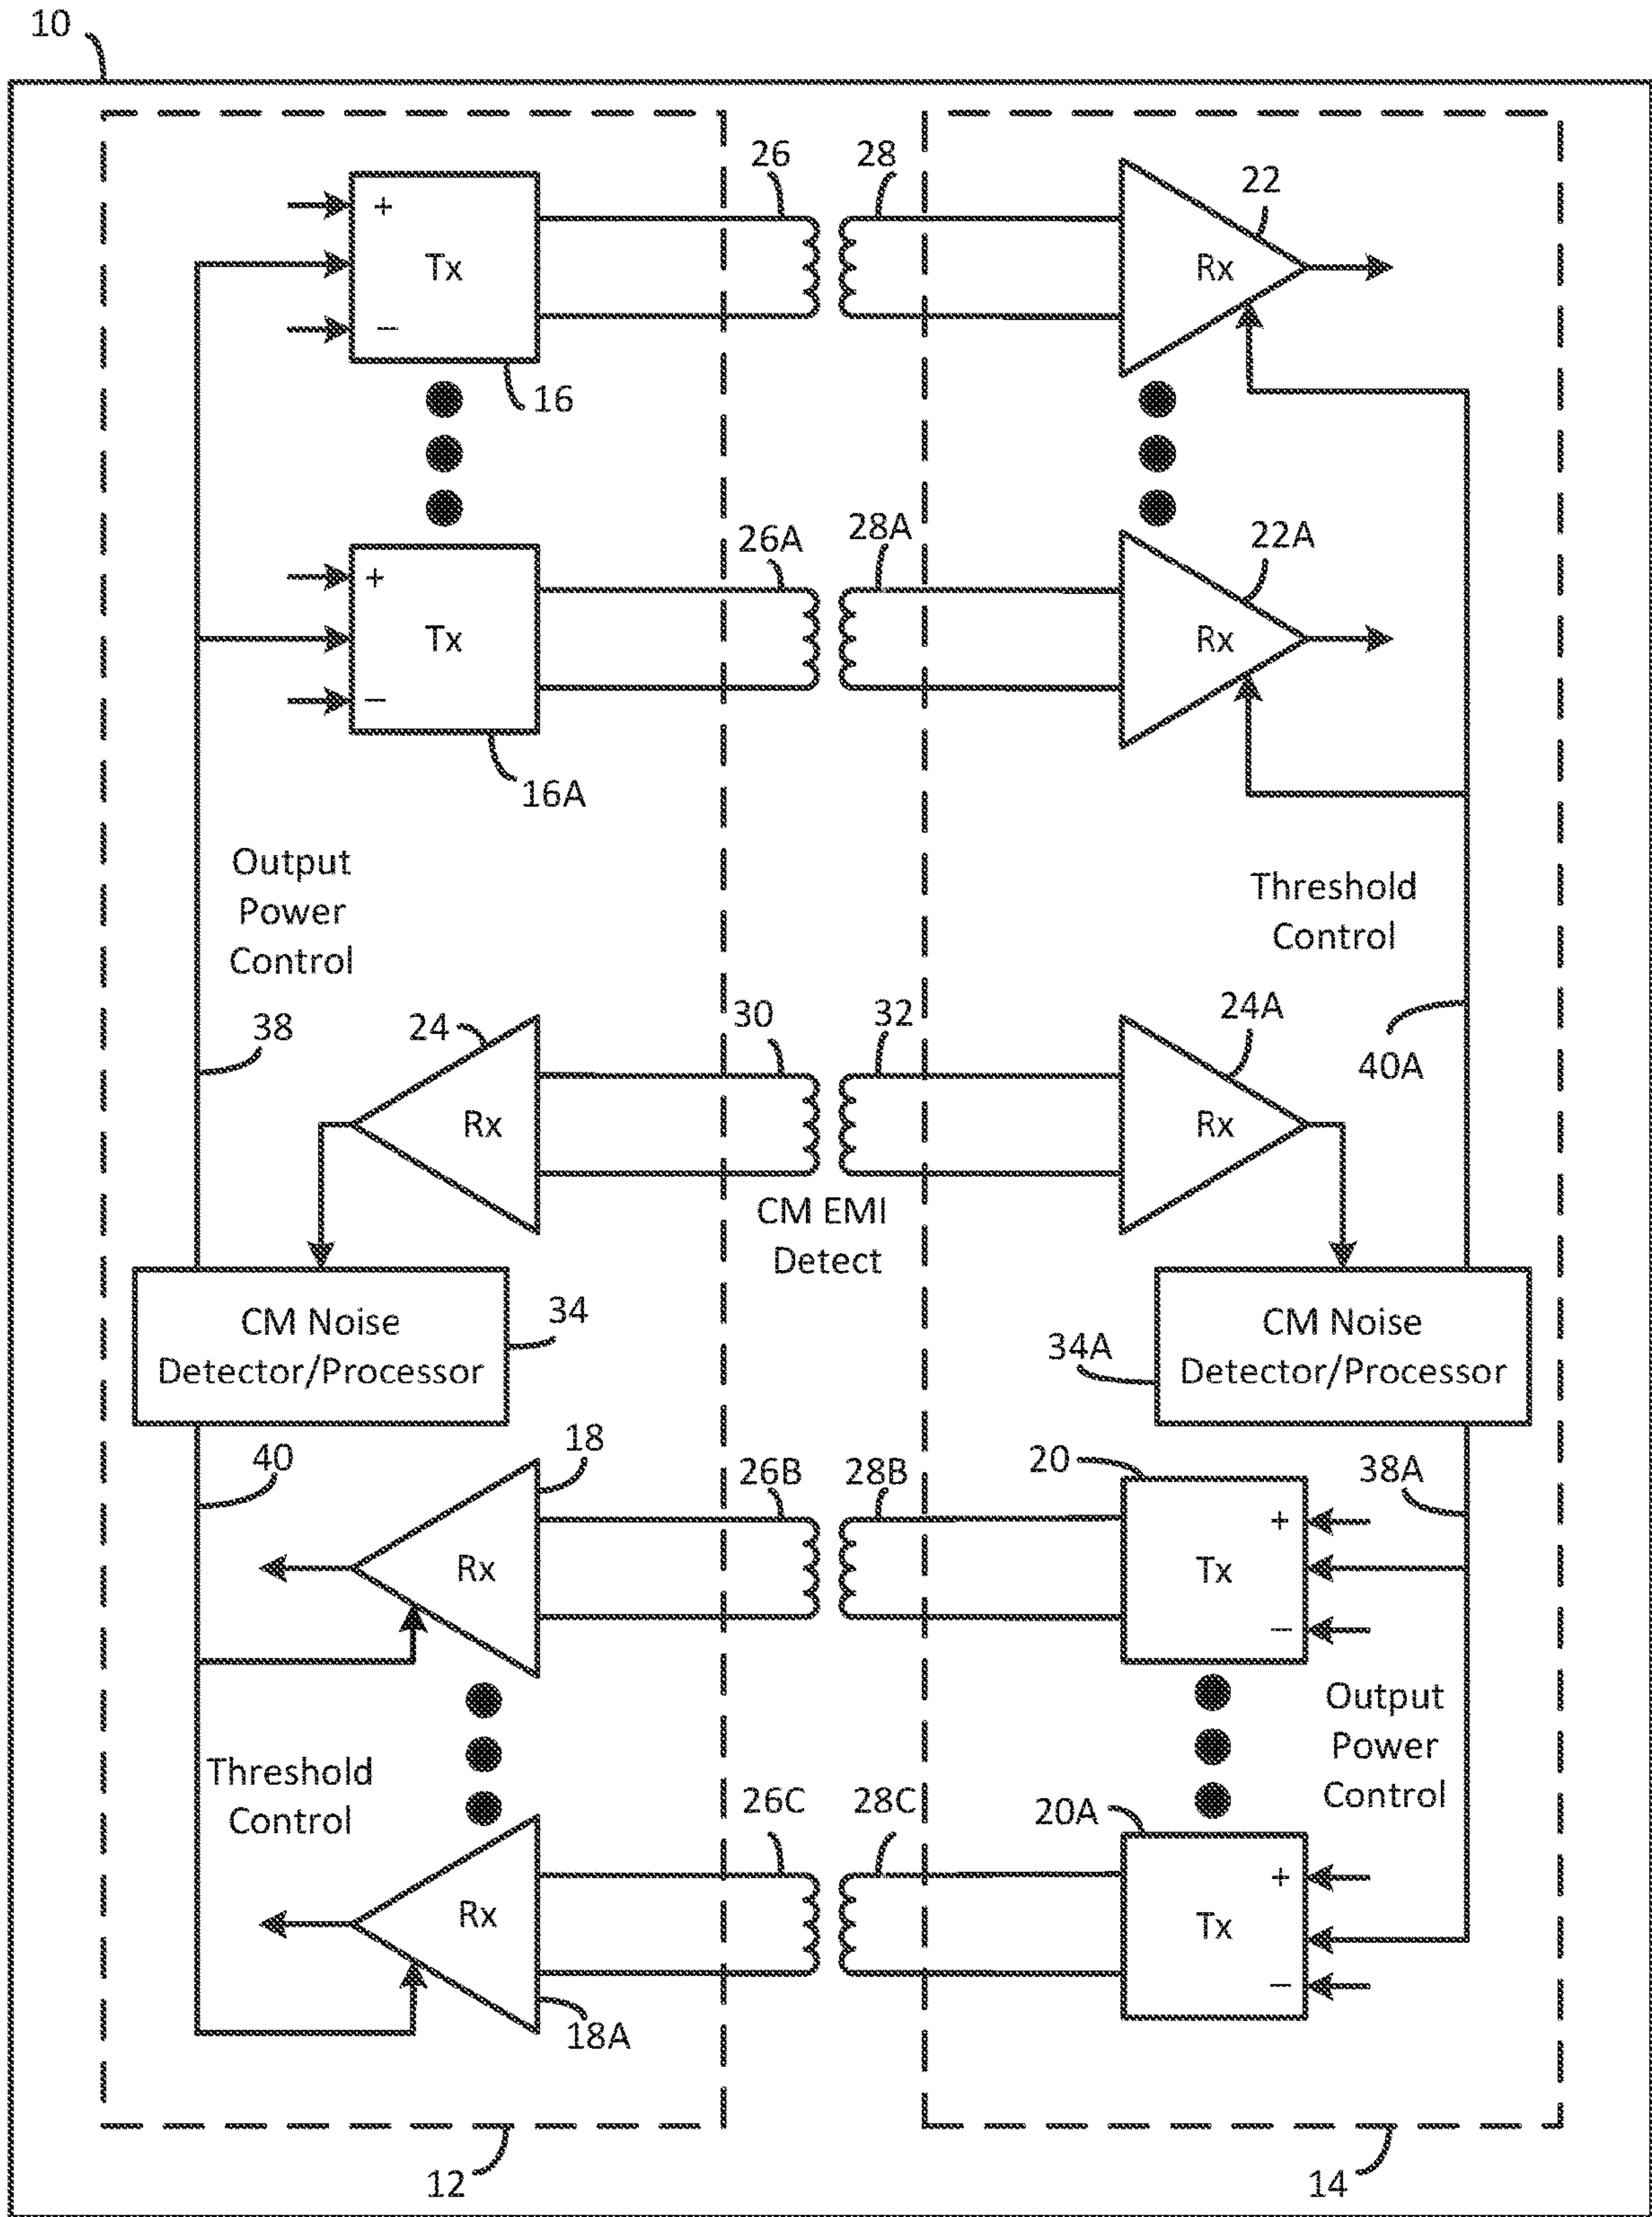 10
26
28
22
+
Tx
−
Rx
16
26A
28A
22A
+
Tx
−
Rx
16A
Output
Power
Control
Threshold
Control
38
24
30
32
24A
40A
Rx
Rx
CM EMI
Detect
CM Noise
Detector/Processor
34
34A
CM Noise
Detector/Processor
40
18
26B
28B
20
38A
Rx
+
Tx
−
Threshold
Control
Output
Power
Control
26C
28C
20A
Rx
+
Tx
−
18A
12
14